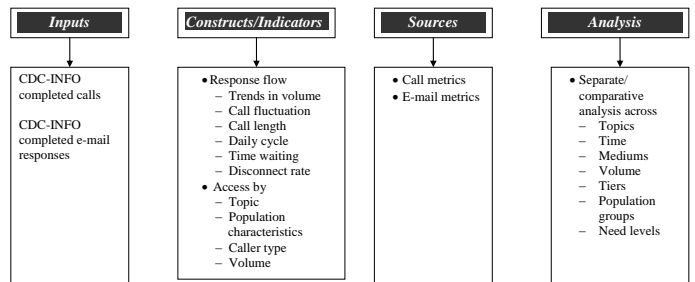 Inputs
CDC-INFO
completed calls
CDC-INFO
completed e-mail
responses
Constructs/Indicators
• Response flow
– Trends in volume
– Call fluctuation
– Call length
– Daily cycle
– Time waiting
– Disconnect rate
• Access by
– Topic
– Population
characteristics
– Caller type
– Volume
Sources
• Call metrics
• E-mail metrics
Analysis
• Separate/
comparative
analysis across
– Topics
– Time
– Mediums
– Volume
– Tiers
– Population
groups
– Need levels